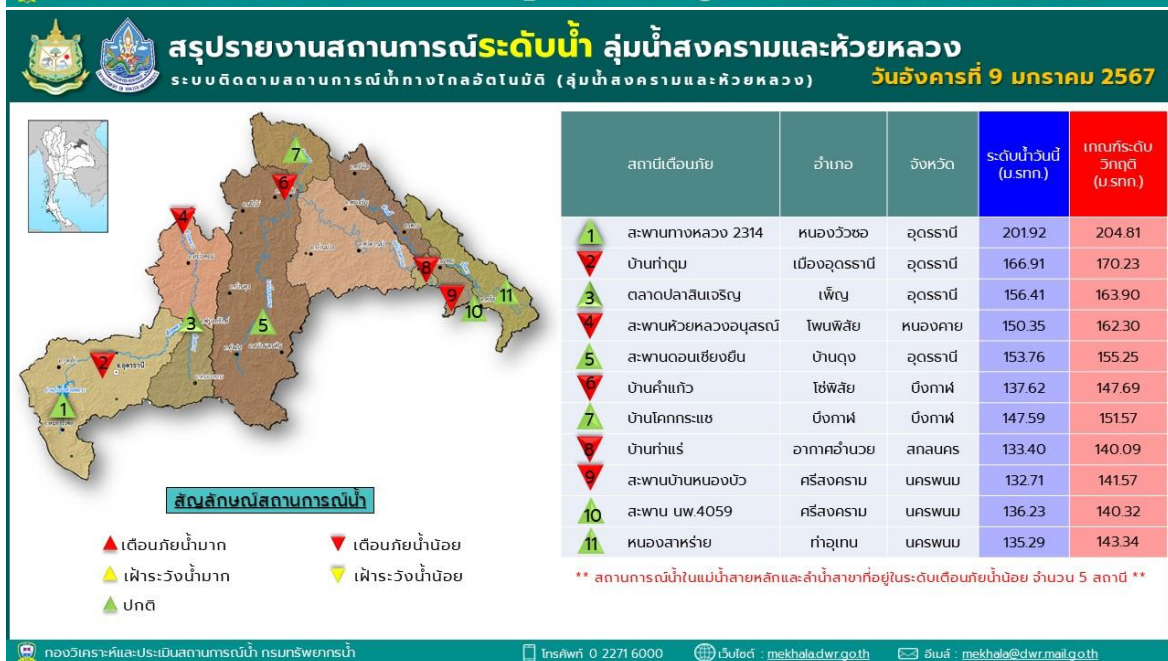 สรุปรายงานสถานการณ์ระดับน้ำ ลุ่มน้ำสงครามและห้วยหลวง
ระบบติดตามสถานการณ์น้ำทางไกลอัตโนมัติ (ลุ่มน้ำสงครามและห้วยหลวง) วันอังคารที่ 9 มกราคม 2567
สถานีเตือนภัย อำเภอ จังหวัด ระดับน้ำวันนี้ (ม.รทก.) เกณฑ์ระดับวิกฤติ (ม.รทก.)
1 สะพานทางหลวง 2314 หนองวัวซอ อุดรธานี 201.92 204.81
2 บ้านท่าตูม เมืองอุดรธานี อุดรธานี 166.91 170.23
3 ตลาดปลาสินเจริญ เพ็ญ อุดรธานี 156.41 163.90
4 สะพานห้วยหลวงอนุสรณ์ โพนพิสัย หนองคาย 150.35 162.30
5 สะพานดอนเชียงยืน บ้านดุง อุดรธานี 153.76 155.25
6 บ้านคำแก้ว โซ่พิสัย บึงกาฬ 137.62 147.69
7 บ้านโคกกระแซ บึงกาฬ บึงกาฬ 147.59 151.57
8 บ้านท่าแร่ อากาศอำนวย สกลนคร 133.40 140.09
9 สะพานบ้านหนองบัว ศรีสงคราม นครพนม 132.71 141.57
10 สะพาน นพ.4059 ศรีสงคราม นครพนม 136.23 140.32
11 หนองสาหร่าย ท่าอุเทน นครพนม 135.29 143.34
** สถานการณ์น้ำในแม่น้ำสายหลักและลำน้ำสาขาที่อยู่ในระดับเตือนภัยน้ำน้อย จำนวน 5 สถานี **
7
6
4
8
9
10
11
3
5
2
อ.อุดรธานี
1
สัญลักษณ์สถานการณ์น้ำ
เตือนภัยน้ำมาก เตือนภัยน้ำน้อย
เฝ้าระวังน้ำมาก เฝ้าระวังน้ำน้อย
ปกติ
กองวิเคราะห์และประเมินสถานการณ์น้ำ กรมทรัพยากรน้ำ โทรศัพท์ 0 2271 6000 เว็บไซต์ : mekhala.dwr.go.th อีเมล์ : mekhala@dwr.mail.go.th